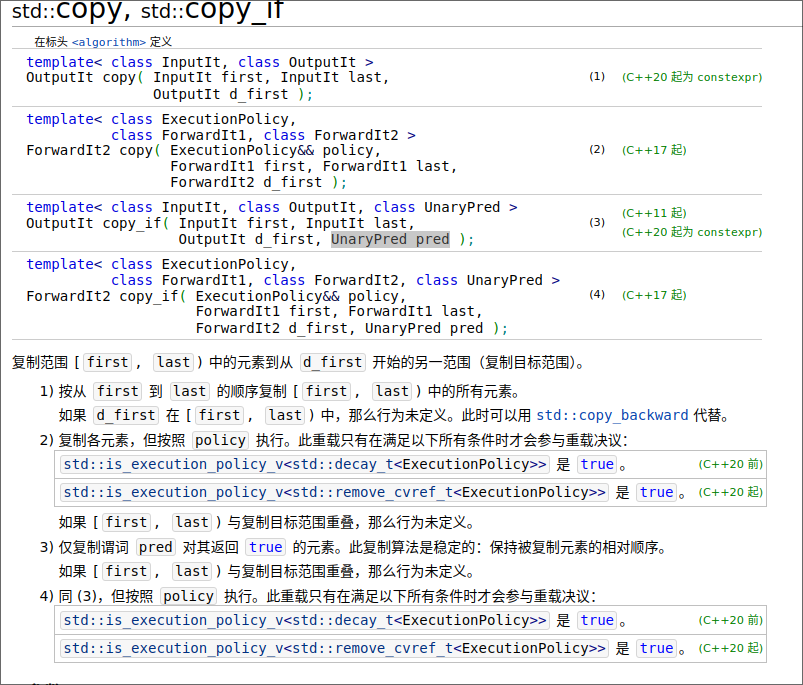 std::copy, std::copy_if
在标头 <algorithm> 定义
template< class InputIt, class OutputIt >
OutputIt copy( InputIt first, InputIt last,
OutputIt d_first );
(1) (C++20 起为 constexpr)
template< class ExecutionPolicy,
class ForwardIt1, class ForwardIt2 >
ForwardIt2 copy( ExecutionPolicy&& policy,
ForwardIt1 first, ForwardIt1 last,
ForwardIt2 d_first );
(2) (C++17 起)
template< class InputIt, class OutputIt, class UnaryPred >
OutputIt copy_if( InputIt first, InputIt last,
OutputIt d_first, UnaryPred pred );
(3) (C++11 起)
(C++20 起为 constexpr)
template< class ExecutionPolicy,
class ForwardIt1, class ForwardIt2, class UnaryPred >
ForwardIt2 copy_if( ExecutionPolicy&& policy,
ForwardIt1 first, ForwardIt1 last,
ForwardIt2 d_first, UnaryPred pred );
(4) (C++17 起)
复制范围 [first, last) 中的元素到从 d_first 开始的另一范围（复制目标范围）。
1) 按从 first 到 last 的顺序复制 [first, last) 中的所有元素。
如果 d_first 在 [first, last) 中，那么行为未定义。此时可以用 std::copy_backward 代替。
2) 复制各元素，但按照 policy 执行。此重载只有在满足以下所有条件时才会参与重载决议：
std::is_execution_policy_v<std::decay_t<ExecutionPolicy>> 是 true。 (C++20 前)
std::is_execution_policy_v<std::remove_cvref_t<ExecutionPolicy>> 是 true。 (C++20 起)
如果 [first, last) 与复制目标范围重叠，那么行为未定义。
3) 仅复制谓词 pred 对其返回 true 的元素。此复制算法是稳定的：保持被复制元素的相对顺序。
如果 [first, last) 与复制目标范围重叠，那么行为未定义。
4) 同 (3)，但按照 policy 执行。此重载只有在满足以下所有条件时才会参与重载决议：
std::is_execution_policy_v<std::decay_t<ExecutionPolicy>> 是 true。 (C++20 前)
std::is_execution_policy_v<std::remove_cvref_t<ExecutionPolicy>> 是 true。 (C++20 起)